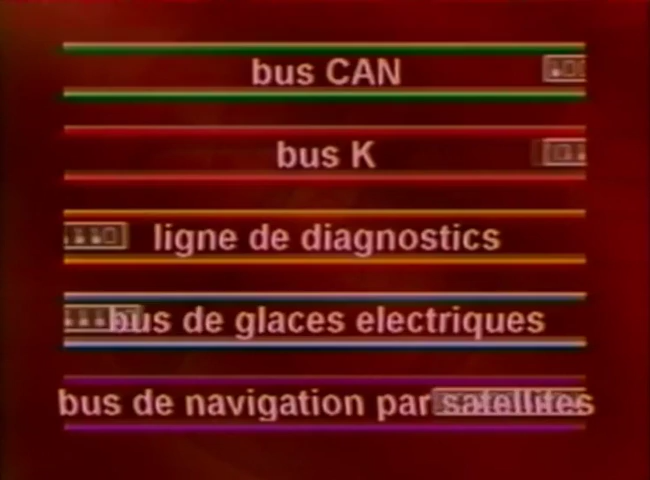 bus CAN
bus K
ligne de diagnostics
bus de glaces electriques
bus de navigation par satellites